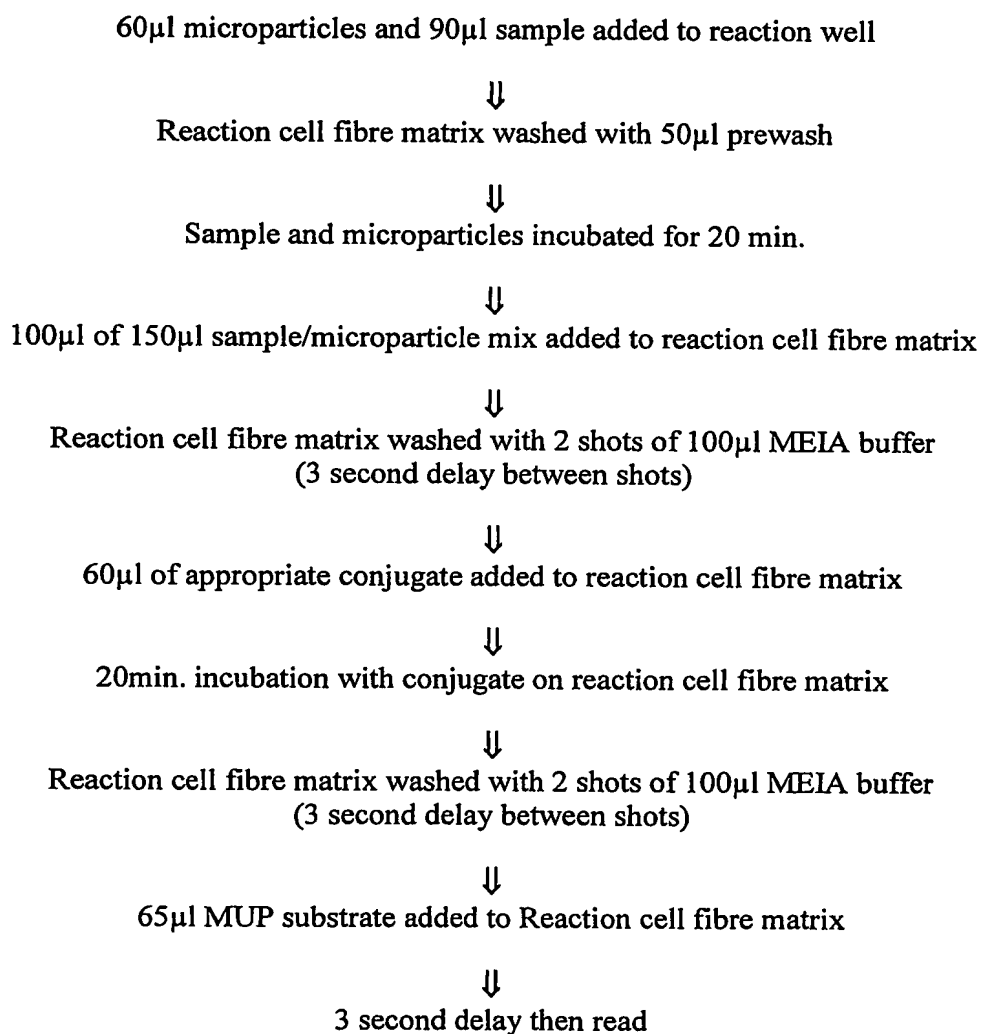 60µl microparticles and 90µl sample added to reaction well
⇓
Reaction cell fibre matrix washed with 50µl prewash
⇓
Sample and microparticles incubated for 20 min.
⇓
100µl of 150µl sample/microparticle mix added to reaction cell fibre matrix
⇓
Reaction cell fibre matrix washed with 2 shots of 100µl MEIA buffer
(3 second delay between shots)
⇓
60µl of appropriate conjugate added to reaction cell fibre matrix
⇓
20min. incubation with conjugate on reaction cell fibre matrix
⇓
Reaction cell fibre matrix washed with 2 shots of 100µl MEIA buffer
(3 second delay between shots)
⇓
65µl MUP substrate added to Reaction cell fibre matrix
⇓
3 second delay then read